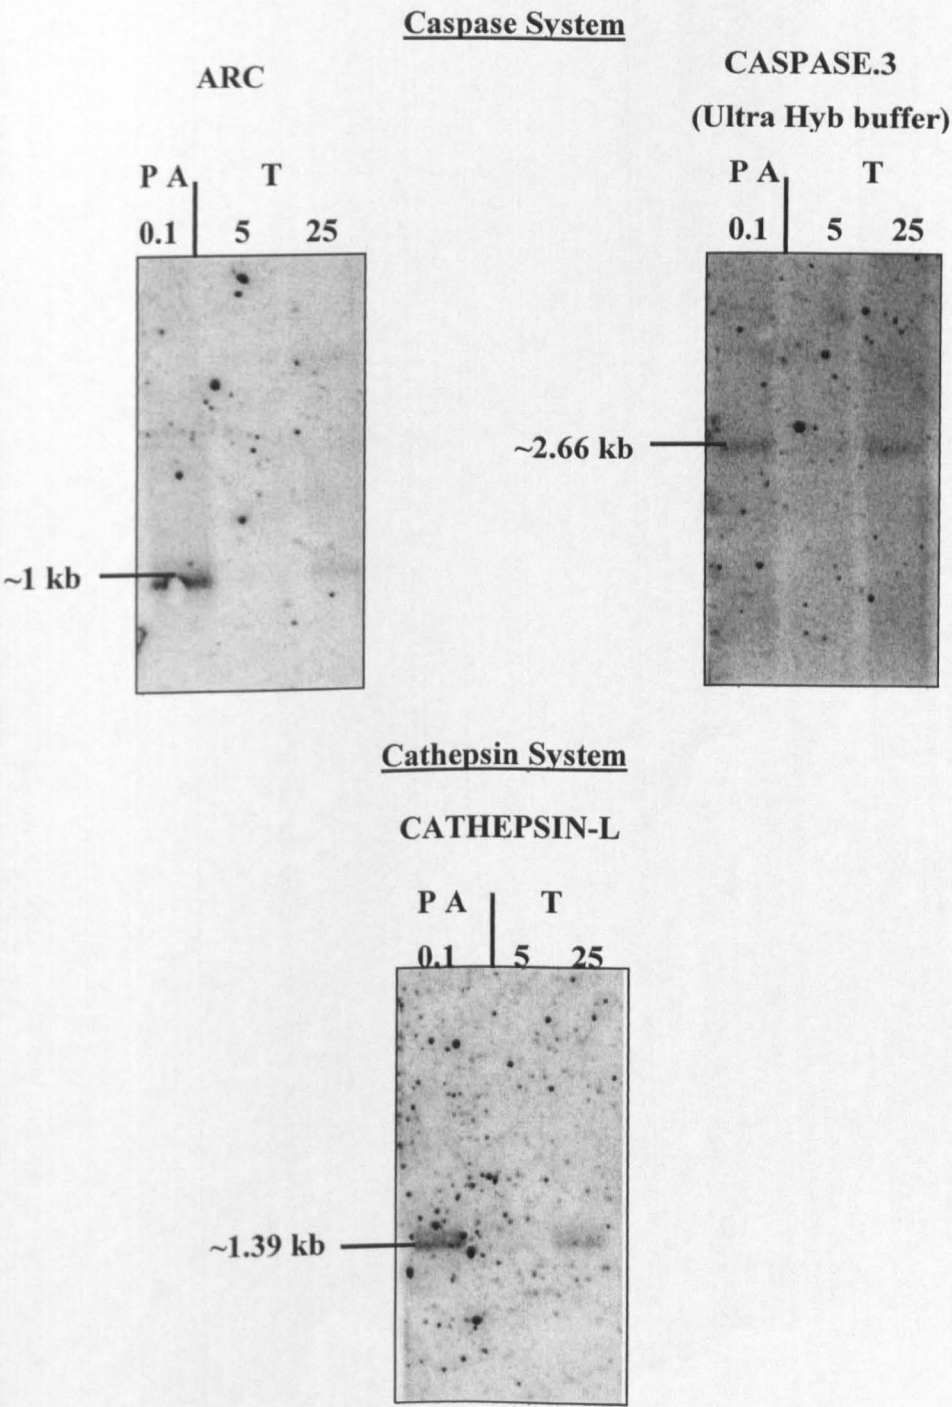 Caspase System
ARC
P A T
0.1 5 25
~1 kb
CASPASE.3
(Ultra Hyb buffer)
P A T
0.1 5 25
~2.66 kb
Cathepsin System
CATHEPSIN-L
P A T
0.1 5 25
~1.39 kb